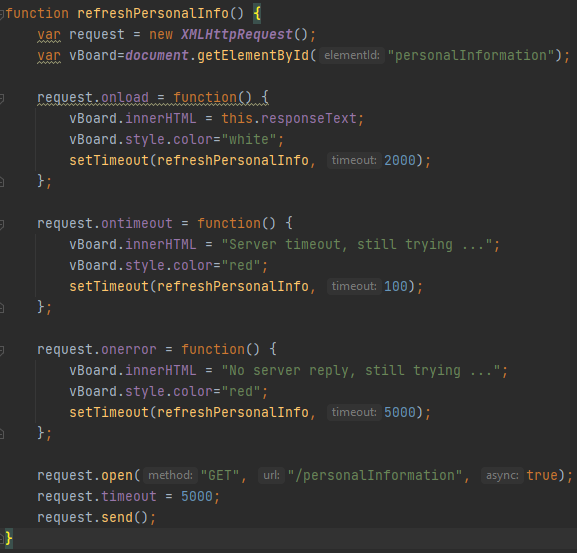 function refreshPersonalInfo() {
    var request = new XMLHttpRequest();
    var vBoard=document.getElementById( elementId: "personalInformation");
    request.onload = function() {
        vBoard.innerHTML = this.responseText;
        vBoard.style.color="white";
        setTimeout(refreshPersonalInfo, timeout: 2000);
    };
    request.ontimeout = function() {
        vBoard.innerHTML = "Server timeout, still trying ...";
        vBoard.style.color="red";
        setTimeout(refreshPersonalInfo, timeout: 100);
    };
    request.onerror = function() {
        vBoard.innerHTML = "No server reply, still trying ...";
        vBoard.style.color="red";
        setTimeout(refreshPersonalInfo, timeout: 5000);
    };
    request.open( method: "GET", url: "/personalInformation", async: true);
    request.timeout = 5000;
    request.send();
}